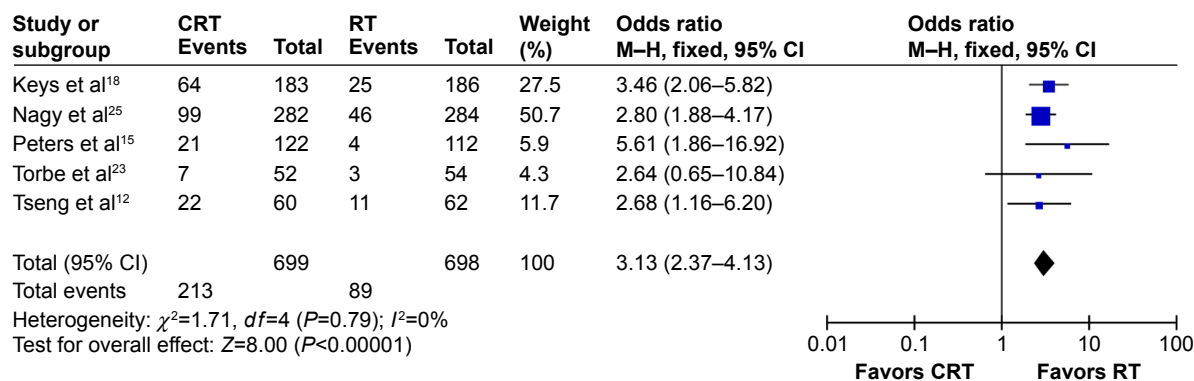 Study or subgroup CRT Events Total RT Events Total Weight (%) Odds ratio M–H, fixed, 95% CI Odds ratio M–H, fixed, 95% CI
Keys et al¹⁸ 64 183 25 186 27.5 3.46 (2.06–5.82)
Nagy et al²⁵ 99 282 46 284 50.7 2.80 (1.88–4.17)
Peters et al¹⁵ 21 122 4 112 5.9 5.61 (1.86–16.92)
Torbe et al²³ 7 52 3 54 4.3 2.64 (0.65–10.84)
Tseng et al¹² 22 60 11 62 11.7 2.68 (1.16–6.20)
Total (95% CI) 699 698 100 3.13 (2.37–4.13)
Total events 213 89
Heterogeneity: χ²=1.71, df=4 (P=0.79); I²=0%
Test for overall effect: Z=8.00 (P<0.00001)
0.01 0.1 1 10 100
Favors CRT Favors RT